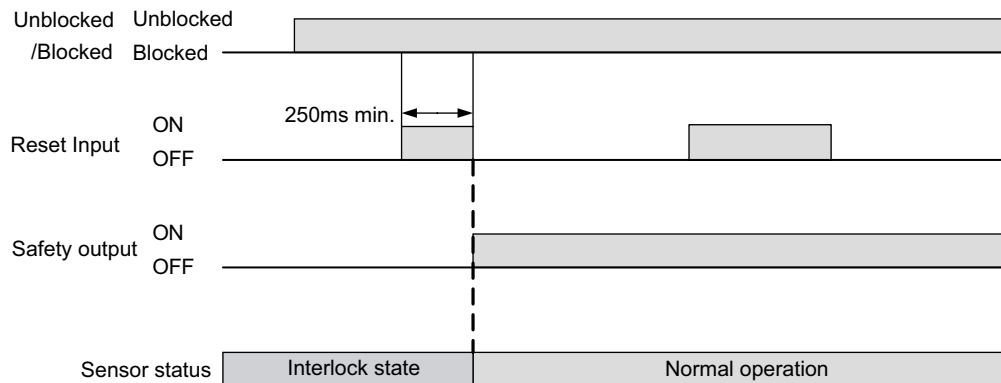 Unblocked Unblocked
/Blocked Blocked
250ms min.
ON
Reset Input
OFF
ON
Safety output
OFF
Sensor status Interlock state Normal operation